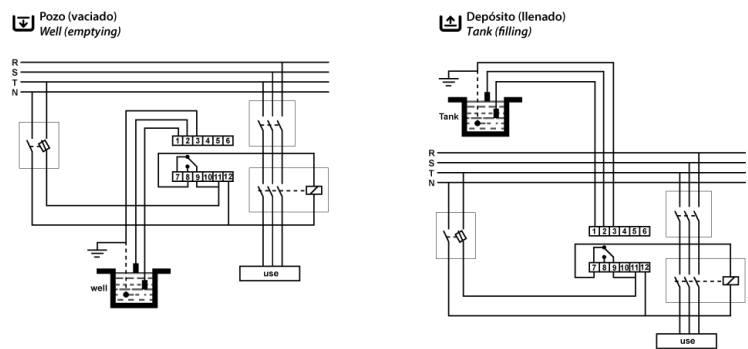 Pozo (vaciado)
Well (emptying)
R
S
T
N
1 2 3 4 5 6
7 8 9 10 11 12
well
use
Depósito (llenado)
Tank (filling)
Tank
R
S
T
N
1 2 3 4 5 6
7 8 9 10 11 12
use